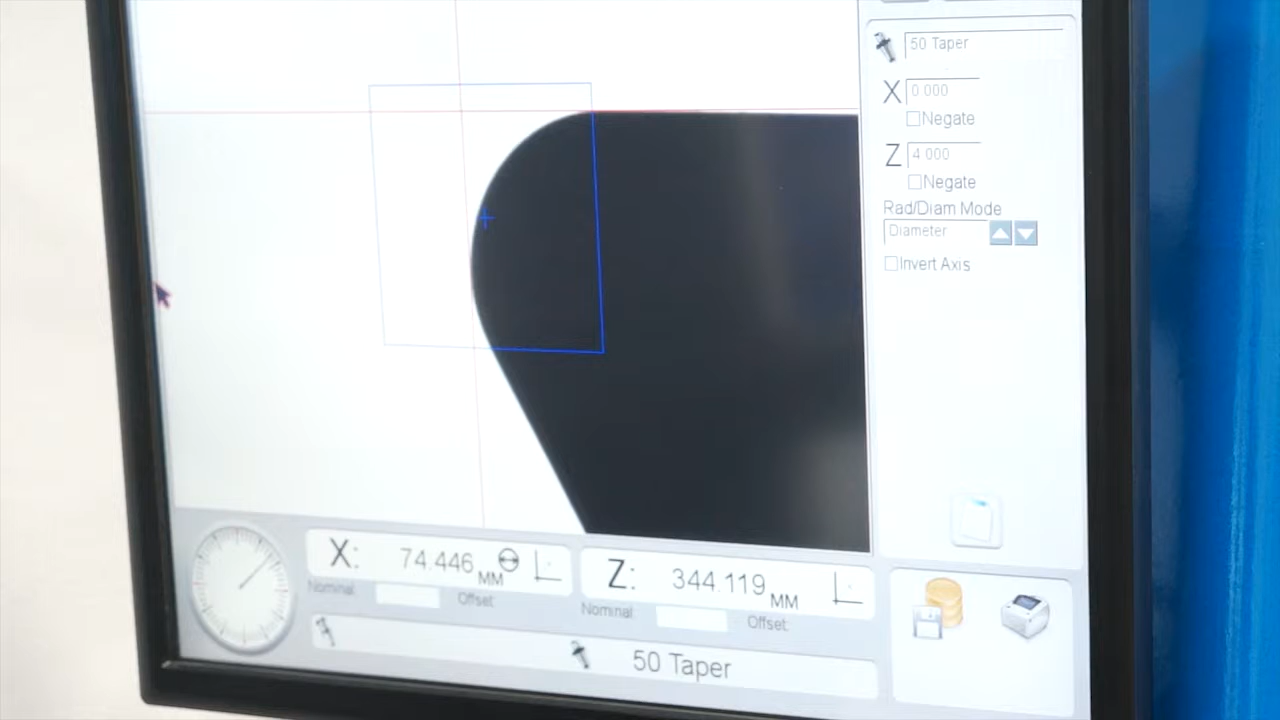 50 Taper
X 0.000
Negate
Z 4.000
Negate
Rad/Diam Mode
Diameter
Invert Axis
X: 74.446 MM
Nominal Offset:
Z: 344.119 MM
Nominal: Offset:
50 Taper